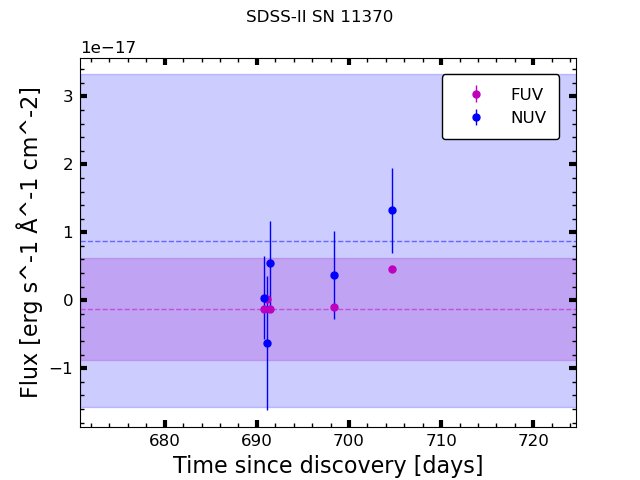 SDSS-II SN 11370
1e−17
FUV
NUV
3
2
1
0
−1
Flux [erg s^-1 Å^-1 cm^-2]
680 690 700 710 720
Time since discovery [days]